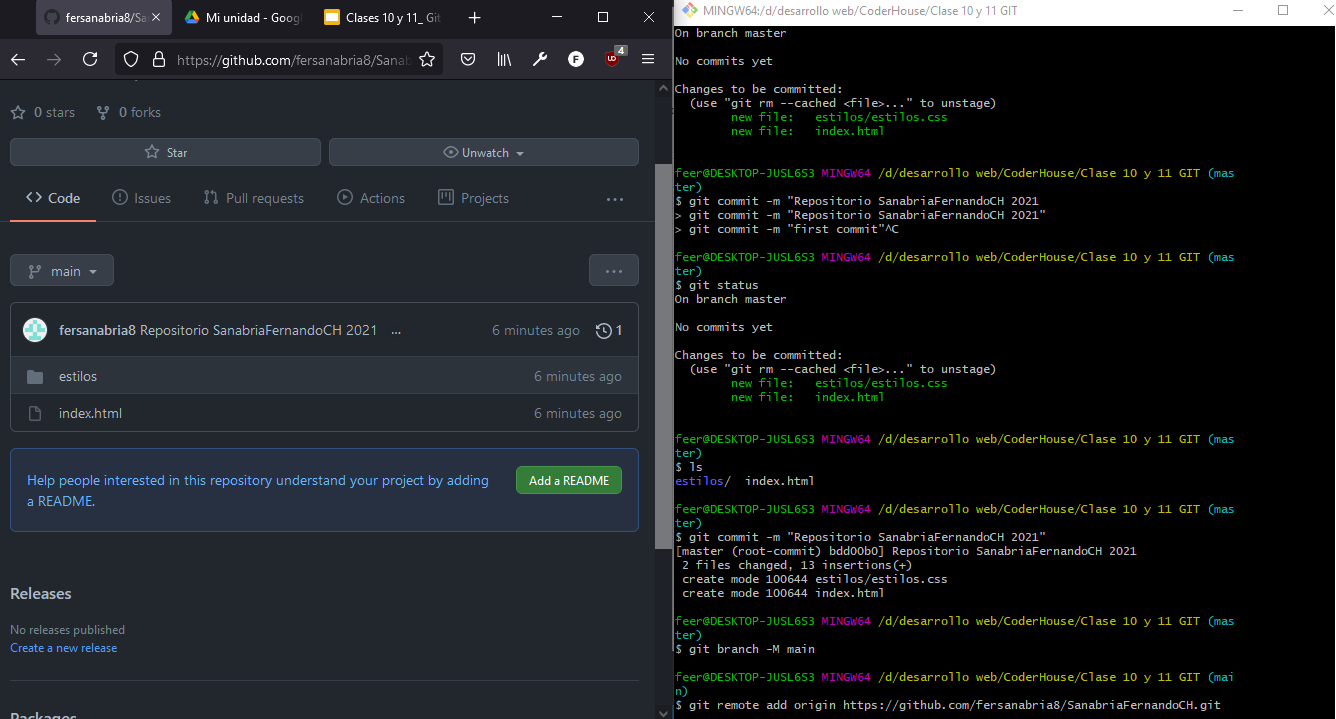 fersanabria8/Sa
Mi unidad - Goog
Clases 10 y 11_ Git
https://github.com/fersanabria8/Sanab
4
0 stars
0 forks
Star
Unwatch
Code
Issues
Pull requests
Actions
Projects
main
fersanabria8 Repositorio SanabriaFernandoCH 2021 ...
6 minutes ago
1
estilos
6 minutes ago
index.html
6 minutes ago
Help people interested in this repository understand your project by adding
a README.
Add a README
Releases
No releases published
Create a new release
Packages
MINGW64:/d/desarrollo web/CoderHouse/Clase 10 y 11 GIT
On branch master
No commits yet
Changes to be committed:
(use "git rm --cached <file>..." to unstage)
new file:   estilos/estilos.css
new file:   index.html
feer@DESKTOP-JUSL6S3 MINGW64 /d/desarrollo web/CoderHouse/Clase 10 y 11 GIT (mas
ter)
$ git commit -m "Repositorio SanabriaFernandoCH 2021
> git commit -m "Repositorio SanabriaFernandoCH 2021"
> git commit -m "first commit"^C
feer@DESKTOP-JUSL6S3 MINGW64 /d/desarrollo web/CoderHouse/Clase 10 y 11 GIT (mas
ter)
$ git status
On branch master
No commits yet
Changes to be committed:
(use "git rm --cached <file>..." to unstage)
new file:   estilos/estilos.css
new file:   index.html
feer@DESKTOP-JUSL6S3 MINGW64 /d/desarrollo web/CoderHouse/Clase 10 y 11 GIT (mas
ter)
$ ls
estilos/  index.html
feer@DESKTOP-JUSL6S3 MINGW64 /d/desarrollo web/CoderHouse/Clase 10 y 11 GIT (mas
ter)
$ git commit -m "Repositorio SanabriaFernandoCH 2021"
[master (root-commit) bdd00b0] Repositorio SanabriaFernandoCH 2021
2 files changed, 13 insertions(+)
create mode 100644 estilos/estilos.css
create mode 100644 index.html
feer@DESKTOP-JUSL6S3 MINGW64 /d/desarrollo web/CoderHouse/Clase 10 y 11 GIT (mas
ter)
$ git branch -M main
feer@DESKTOP-JUSL6S3 MINGW64 /d/desarrollo web/CoderHouse/Clase 10 y 11 GIT (mai
n)
$ git remote add origin https://github.com/fersanabria8/SanabriaFernandoCH.git